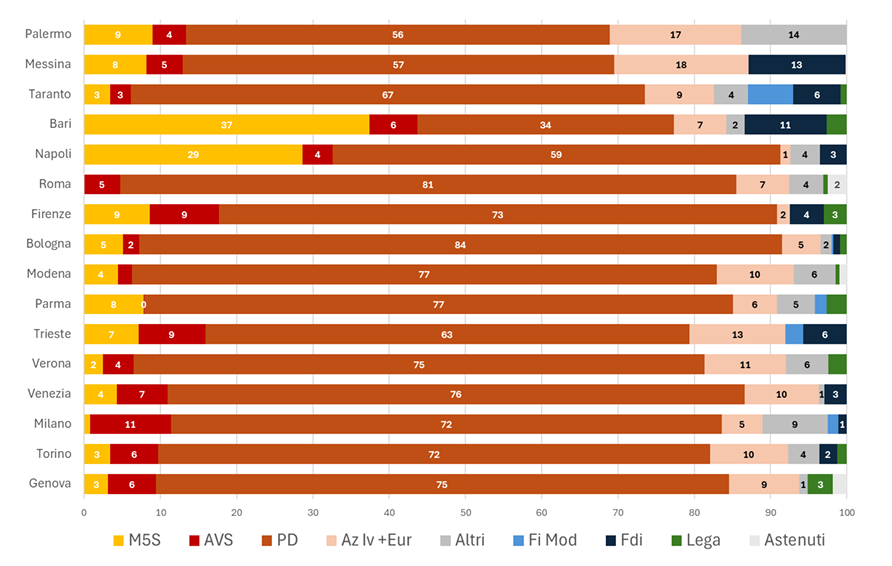 Palermo 9 4 56 17 14
Messina 8 5 57 18 13
Taranto 3 3 67 9 4 6
Bari 37 6 34 7 2 11
Napoli 29 4 59 1 4 3
Roma 5 81 7 4 2
Firenze 9 9 73 2 4 3
Bologna 5 2 84 5 2
Modena 4 77 10 6
Parma 8 0 77 6 5
Trieste 7 9 63 13 6
Verona 2 4 75 11 6
Venezia 4 7 76 10 1 3
Milano 11 72 5 9 1
Torino 3 6 72 10 4 2
Genova 3 6 75 9 1 3
0 10 20 30 40 50 60 70 80 90 100
M5S AVS PD Az Iv +Eur Altri Fi Mod Fdi Lega Astenuti